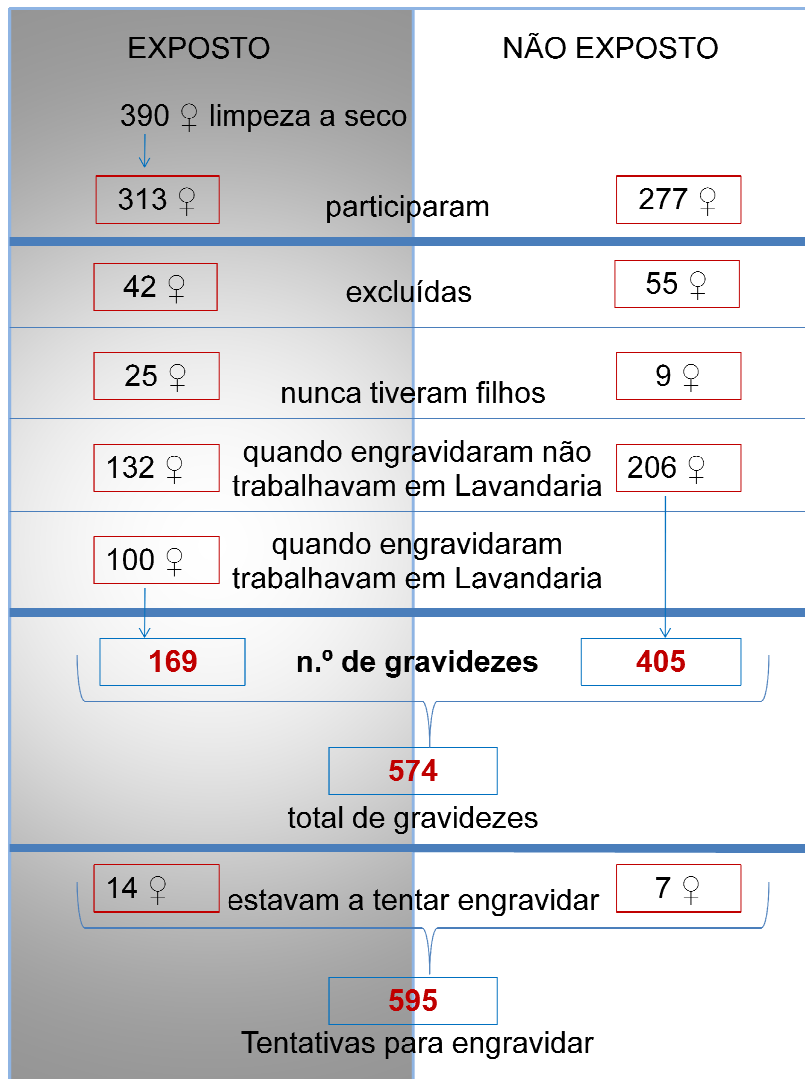 EXPOSTO NÃO EXPOSTO
390 ♀ limpeza a seco
313 ♀ participaram 277 ♀
42 ♀ excluídas 55 ♀
25 ♀ nunca tiveram filhos 9 ♀
132 ♀ quando engravidaram não 206 ♀
trabalhavam em Lavandaria
100 ♀ quando engravidaram
trabalhavam em Lavandaria
169 n.º de gravidezes 405
574
total de gravidezes
14 ♀ estavam a tentar engravidar 7 ♀
595
Tentativas para engravidar